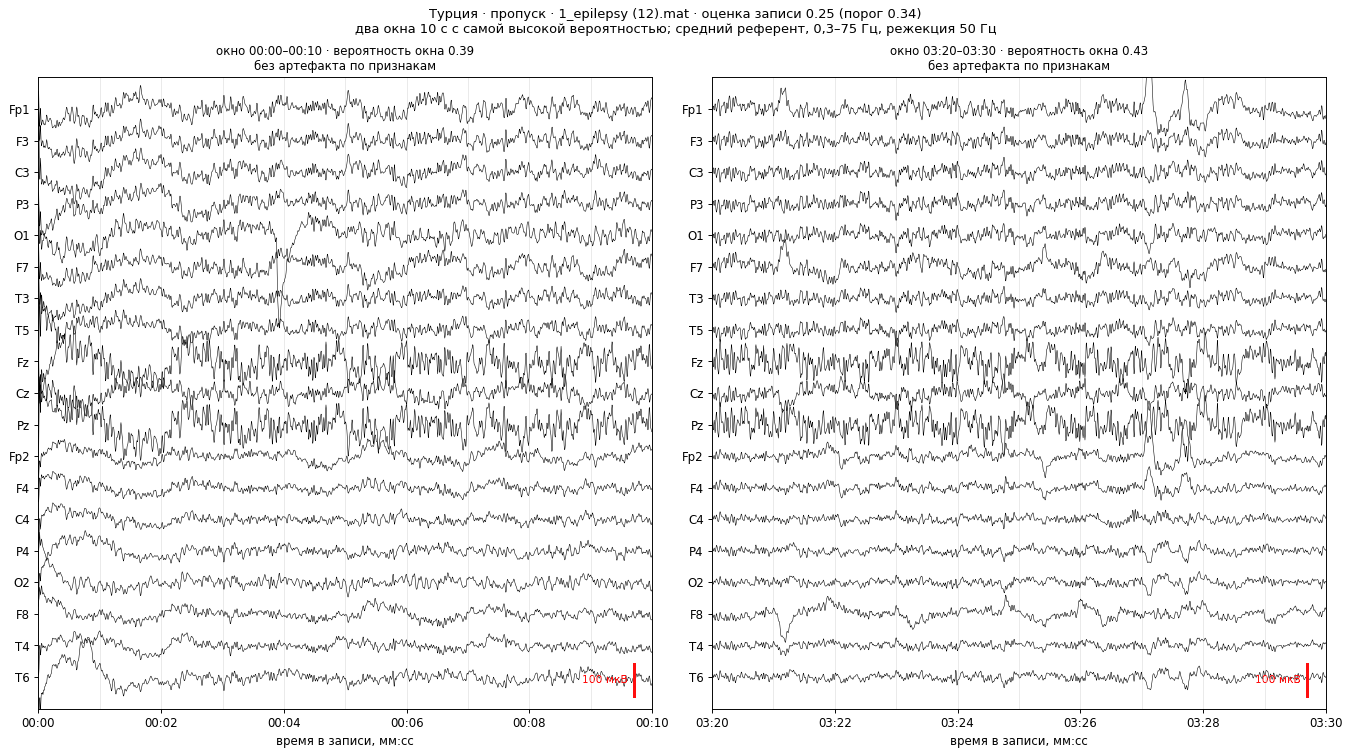 Турция · пропуск · 1_epilepsy (12).mat · оценка записи 0.25 (порог 0.34)
два окна 10 с с самой высокой вероятностью; средний референт, 0,3–75 Гц, режекция 50 Гц
окно 00:00–00:10 · вероятность окна 0.39
без артефакта по признакам
Fp1
F3
C3
P3
O1
F7
T3
T5
Fz
Cz
Pz
Fp2
F4
C4
P4
O2
F8
T4
T6
100 мкВ
00:00 00:02 00:04 00:06 00:08 00:10
время в записи, мм:сс
окно 03:20–03:30 · вероятность окна 0.43
без артефакта по признакам
Fp1
F3
C3
P3
O1
F7
T3
T5
Fz
Cz
Pz
Fp2
F4
C4
P4
O2
F8
T4
T6
100 мкВ
03:20 03:22 03:24 03:26 03:28 03:30
время в записи, мм:сс